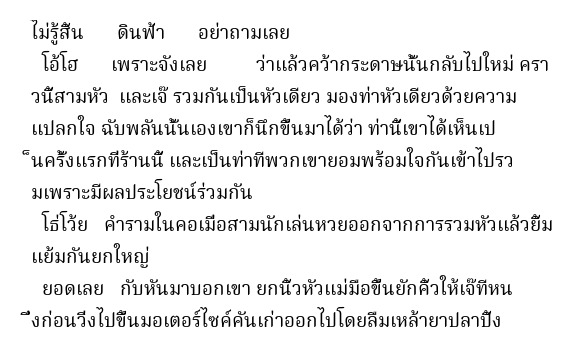 ไม่รู้สิน ดินฟ้า อย่าถามเลย
โอ้โฮ เพราะจังเลย ว่าแล้วคว้ากระดาษนั้นกลับไปใหม่ ครา
วนี้สามหัว และเจ๊ รวมกันเป็นหัวเดียว มองท่าหัวเดียวด้วยความ
แปลกใจ ฉับพลันนั้นเองเขาก็นึกขึ้นมาได้ว่า ท่านี้เขาได้เห็นเป
็นครั้งแรกที่ร้านนี้ และเป็นท่าที่พวกเขายอมพร้อมใจกันเข้าไปรว
มเพราะมีผลประโยชน์ร่วมกัน
โธ่โว้ย คำรามในคอเมื่อสามนักเล่นหวยออกจากการรวมหัวแล้วยิ้ม
แย้มกันยกใหญ่
ยอดเลย กับหันมาบอกเขา ยกนิ้วหัวแม่มือขึ้นยักคิ้วให้เจ๊ทีหน
ึ่งก่อนวิ่งไปขึ้นมอเตอร์ไซค์คันเก่าออกไปโดยลืมเหล้ายาปลาปิ้ง